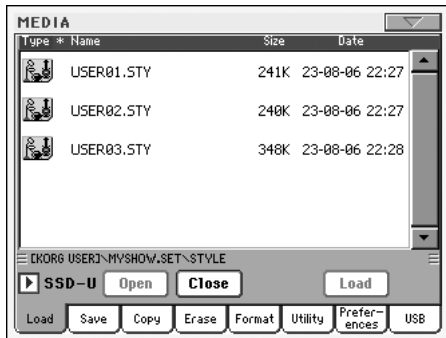 MEDIA
Type * Name Size Date
USER01.STY 241K 23-08-06 22:27
USER02.STY 240K 23-08-06 22:27
USER03.STY 348K 23-08-06 22:28
[KORG USER]\MYSHOW.SET\STYLE
SSD-U Open Close Load
Load Save Copy Erase Format Utility Prefer-ences USB